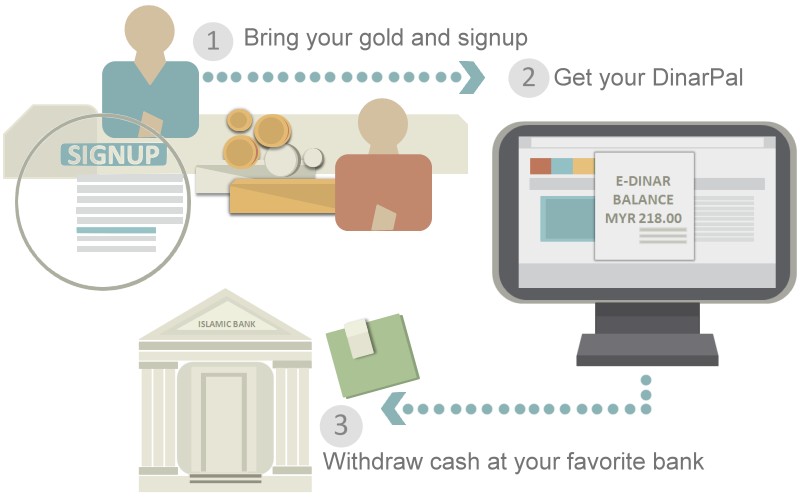 1 Bring your gold and signup
2 Get your DinarPal
SIGNUP
E-DINAR
BALANCE
MYR 218.00
ISLAMIC BANK
3
Withdraw cash at your favorite bank